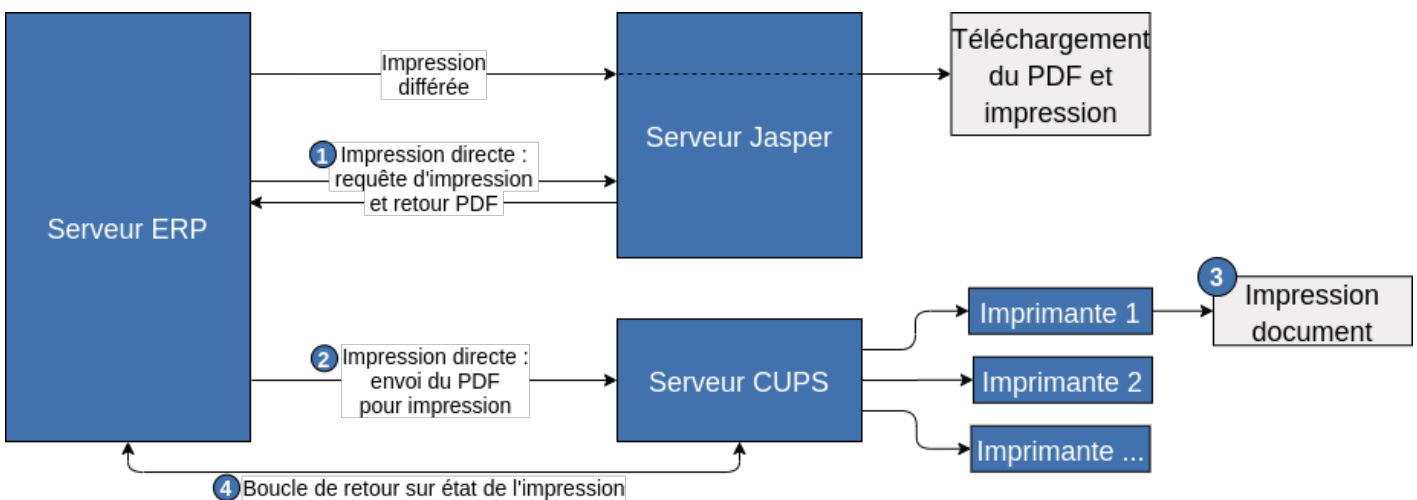 Serveur ERP
Impression
différée
1
Impression directe :
requête d'impression
et retour PDF
Serveur Jasper
Téléchargement
du PDF et
impression
2
Impression directe :
envoi du PDF
pour impression
Serveur CUPS
Imprimante 1
Imprimante 2
Imprimante ...
3
Impression
document
4
Boucle de retour sur état de l'impression